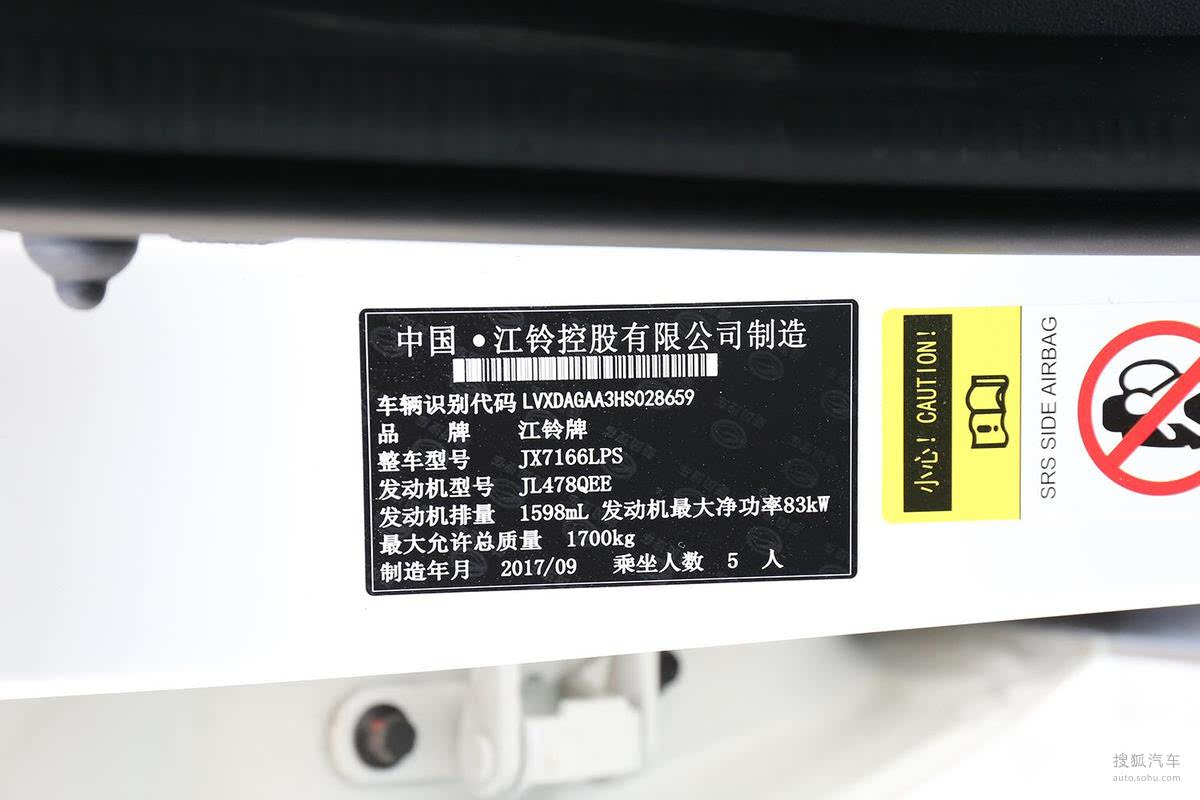 中国·江铃控股有限公司制造
车辆识别代码 LVXDAGAA3HS028659
品 牌 江铃牌
整车型号 JX7166LPS
发动机型号 JL478QEE
发动机排量 1598mL 发动机最大净功率83kW
最大允许总质量 1700kg
制造年月 2017/09 乘坐人数 5 人
小心! CAUTION!
SRS SIDE AIRBAG
搜狐汽车
auto.sohu.com